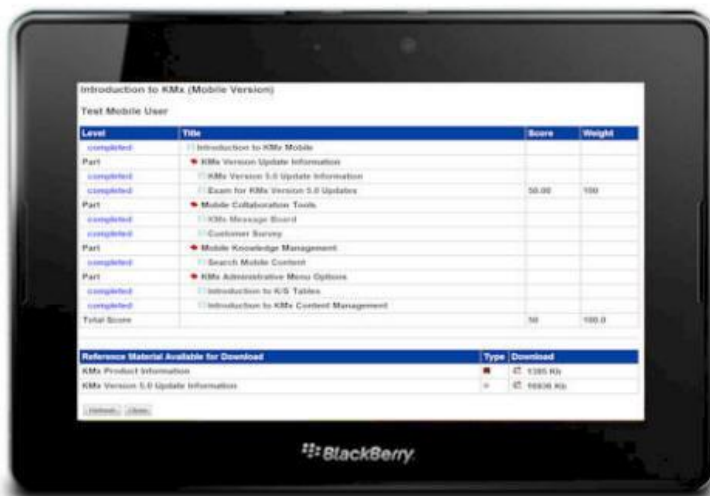 Introduction to KMx (Mobile Version)
Test Mobile User
Level Title Score Weight
completed Introduction to KMx Mobile
Part KMx Version Update Information
completed KMx Version 5.0 Update Information
completed Exam for KMx Version 5.0 Updates 50.00 100
Part Mobile Collaboration Tools
completed KMx Message Board
completed Customer Survey
Part Mobile Knowledge Management
completed Search Mobile Content
Part KMx Administrative Menu Options
completed Introduction to K/S Tables
completed Introduction to KMx Content Management
Total Score 50 100.0
Reference Material Available for Download Type Download
KMx Product Information 1385 Kb
KMx Version 5.0 Update Information Kb
Refresh Close
BlackBerry